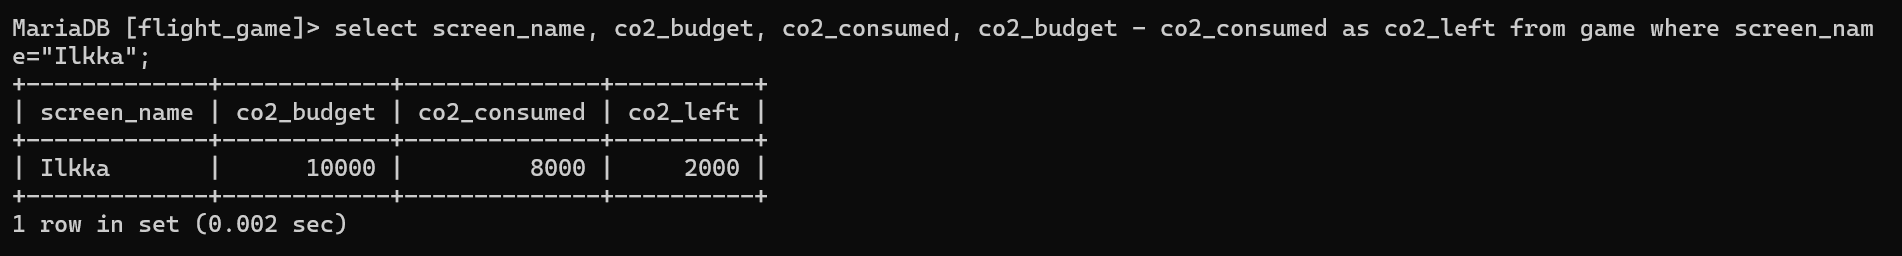 MariaDB [flight_game]> select screen_name, co2_budget, co2_consumed, co2_budget - co2_consumed as co2_left from game where screen_nam
e="Ilkka";
+-------------+------------+--------------+----------+
| screen_name | co2_budget | co2_consumed | co2_left |
+-------------+------------+--------------+----------+
| Ilkka       |      10000 |         8000 |     2000 |
+-------------+------------+--------------+----------+
1 row in set (0.002 sec)